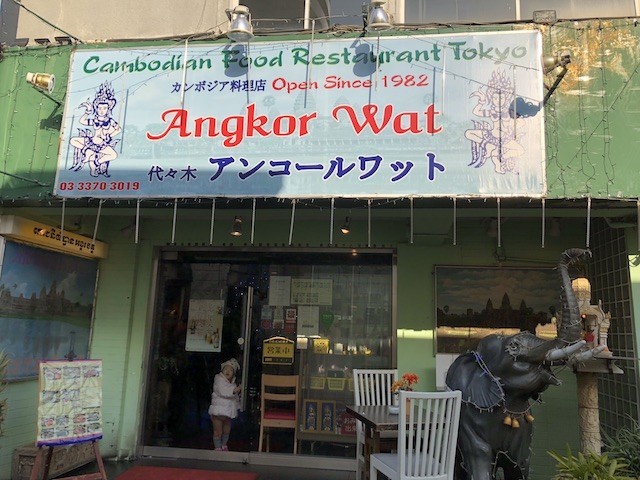 Cambodian Food Restaurant Tokyo
カンボジア料理店 Open Since 1982
Angkor Wat
代々木 アンコールワット
03 3370 3019
営業中